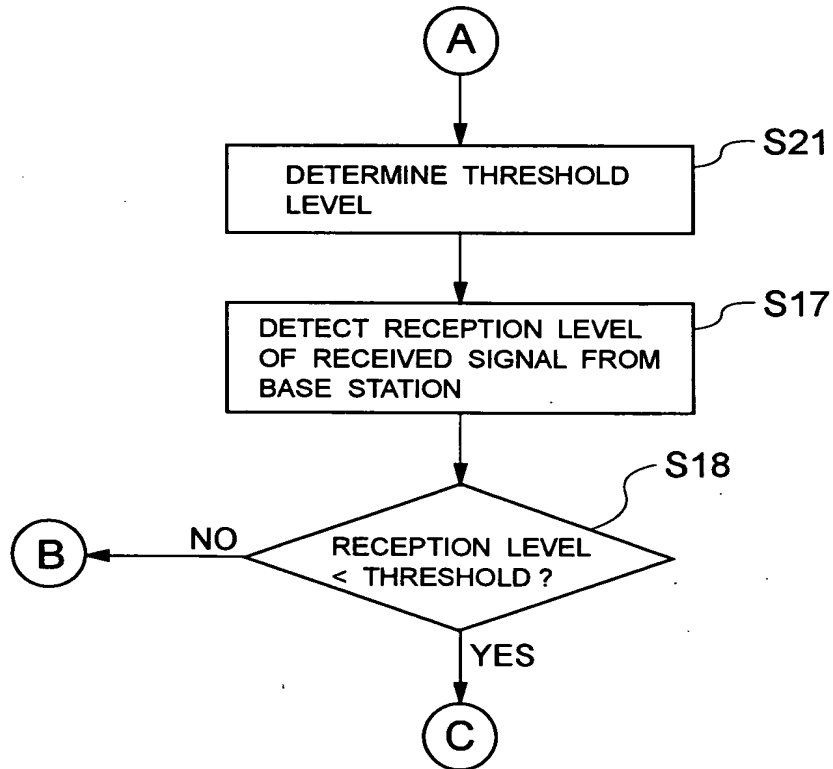 A
S21
DETERMINE THRESHOLD
LEVEL
S17
DETECT RECEPTION LEVEL
OF RECEIVED SIGNAL FROM
BASE STATION
S18
B
NO
RECEPTION LEVEL
< THRESHOLD ?
YES
C